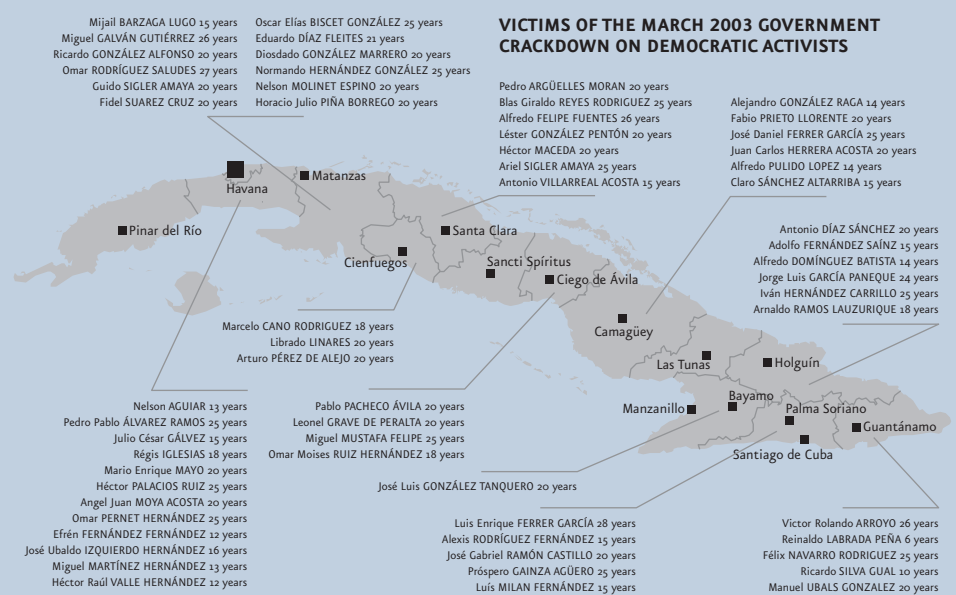 VICTIMS OF THE MARCH 2003 GOVERNMENT
CRACKDOWN ON DEMOCRATIC ACTIVISTS
Mijail BARZAGA LUGO 15 years
Miguel GALVÁN GUTIÉRREZ 26 years
Ricardo GONZÁLEZ ALFONSO 20 years
Omar RODRÍGUEZ SALUDES 27 years
Guido SIGLER AMAYA 20 years
Fidel SUAREZ CRUZ 20 years
Oscar Elías BISCET GONZÁLEZ 25 years
Eduardo DÍAZ FLEITES 21 years
Diosdado GONZÁLEZ MARRERO 20 years
Normando HERNÁNDEZ GONZÁLEZ 25 years
Nelson MOLINET ESPINO 20 years
Horacio Julio PIÑA BORREGO 20 years
Pedro ARGÜELLES MORAN 20 years
Blas Giraldo REYES RODRIGUEZ 25 years
Alfredo FELIPE FUENTES 26 years
Léster GONZÁLEZ PENTÓN 20 years
Héctor MACEDA 20 years
Ariel SIGLER AMAYA 25 years
Antonio VILLARREAL ACOSTA 15 years
Alejandro GONZÁLEZ RAGA 14 years
Fabio PRIETO LLORENTE 20 years
José Daniel FERRER GARCÍA 25 years
Juan Carlos HERRERA ACOSTA 20 years
Alfredo PULIDO LOPEZ 14 years
Claro SÁNCHEZ ALTARRIBA 15 years
Antonio DÍAZ SÁNCHEZ 20 years
Adolfo FERNÁNDEZ SAÍNZ 15 years
Alfredo DOMÍNGUEZ BATISTA 14 years
Jorge Luis GARCÍA PANEQUE 24 years
Iván HERNÁNDEZ CARRILLO 25 years
Arnaldo RAMOS LAUZURIQUE 18 years
Havana
Matanzas
Pinar del Río
Santa Clara
Cienfuegos
Sancti Spíritus
Ciego de Ávila
Camagüey
Las Tunas
Holguín
Bayamo
Manzanillo
Palma Soriano
Guantánamo
Santiago de Cuba
Marcelo CANO RODRIGUEZ 18 years
Librado LINARES 20 years
Arturo PÉREZ DE ALEJO 20 years
Nelson AGUIAR 13 years
Pedro Pablo ÁLVAREZ RAMOS 25 years
Julio César GÁLVEZ 15 years
Régis IGLESIAS 18 years
Mario Enrique MAYO 20 years
Héctor PALACIOS RUIZ 25 years
Angel Juan MOYA ACOSTA 20 years
Omar PERNET HERNÁNDEZ 25 years
Efrén FERNÁNDEZ FERNÁNDEZ 12 years
José Ubaldo IZQUIERDO HERNÁNDEZ 16 years
Miguel MARTÍNEZ HERNÁNDEZ 13 years
Héctor Raúl VALLE HERNÁNDEZ 12 years
Pablo PACHECO ÁVILA 20 years
Leonel GRAVE DE PERALTA 20 years
Miguel MUSTAFA FELIPE 25 years
Omar Moises RUIZ HERNÁNDEZ 18 years
José Luis GONZÁLEZ TANQUERO 20 years
Luis Enrique FERRER GARCÍA 28 years
Alexis RODRÍGUEZ FERNÁNDEZ 15 years
José Gabriel RAMÓN CASTILLO 20 years
Próspero GAINZA AGÜERO 25 years
Luís MILAN FERNÁNDEZ 15 years
Victor Rolando ARROYO 26 years
Reinaldo LABRADA PEÑA 6 years
Félix NAVARRO RODRIGUEZ 25 years
Ricardo SILVA GUAL 10 years
Manuel UBALS GONZALEZ 20 years